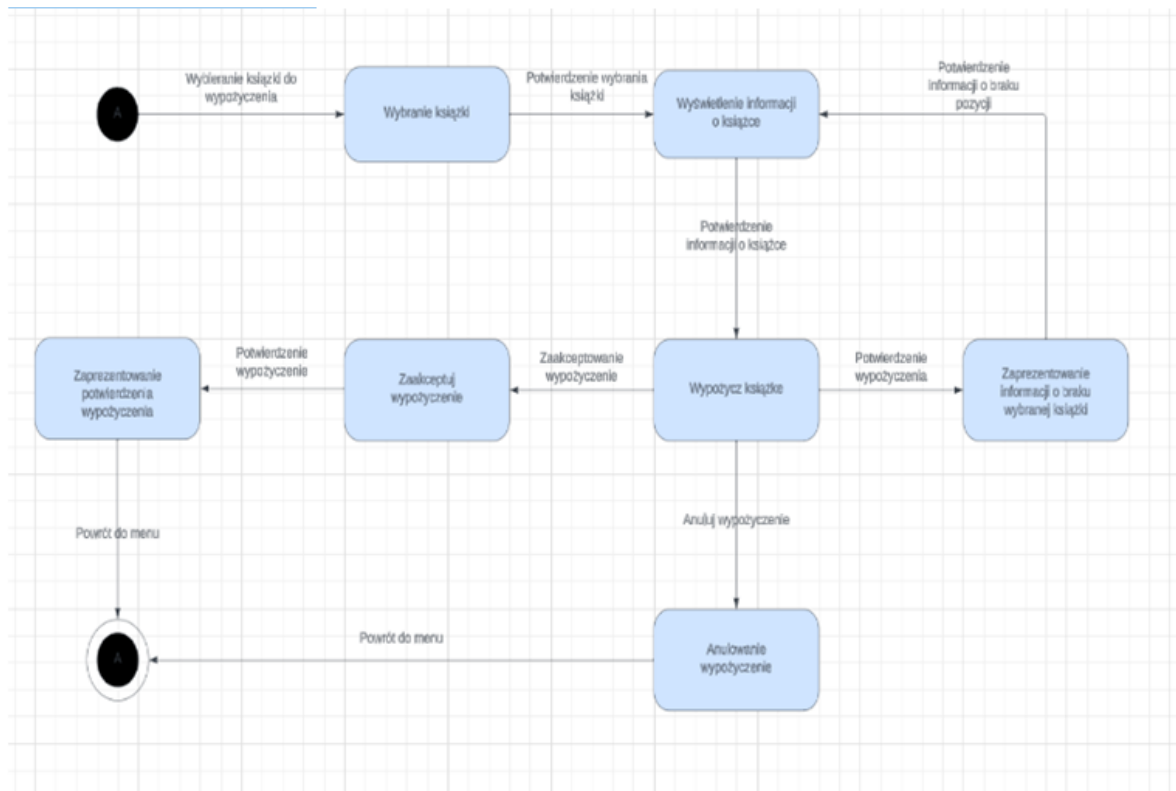 Wybieranie książki do
wypożyczenia
Potwierdzenie wybrania
książki
Potwierdzenie
informacji o braku
pozycji
A
Wybranie książki
Wyświetlenie informacji
o książce
Potwierdzenie
informacji o książce
Zaprezentowanie
potwierdzenia
wypożyczenia
Potwierdzenie
wypożyczenie
Zaakceptuj
wypożyczenie
Zaakceptowanie
wypożyczenie
Wypożycz książke
Potwierdzenie
wypożyczenia
Zaprezentowanie
informacji o braku
wybranej książki
Powrót do menu
Anuluj wypożyczenie
A
Powrót do menu
Anulowanie
wypożyczenie